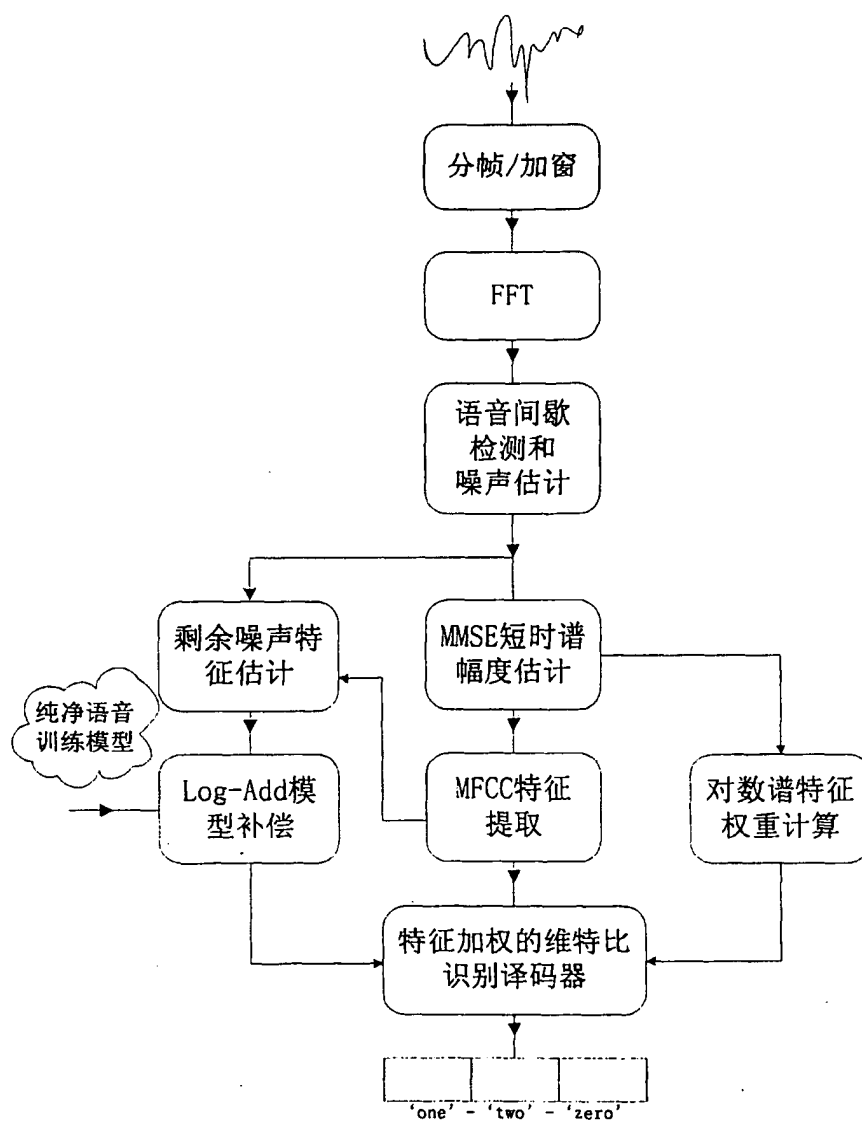 分帧/加窗
FFT
语音间歇
检测和
噪声估计
剩余噪声特
征估计
MMSE短时谱
幅度估计
纯净语音
训练模型
Log-Add模
型补偿
MFCC特征
提取
对数谱特征
权重计算
特征加权的维特比
识别译码器
‘one’ - ‘two’ - ‘zero’